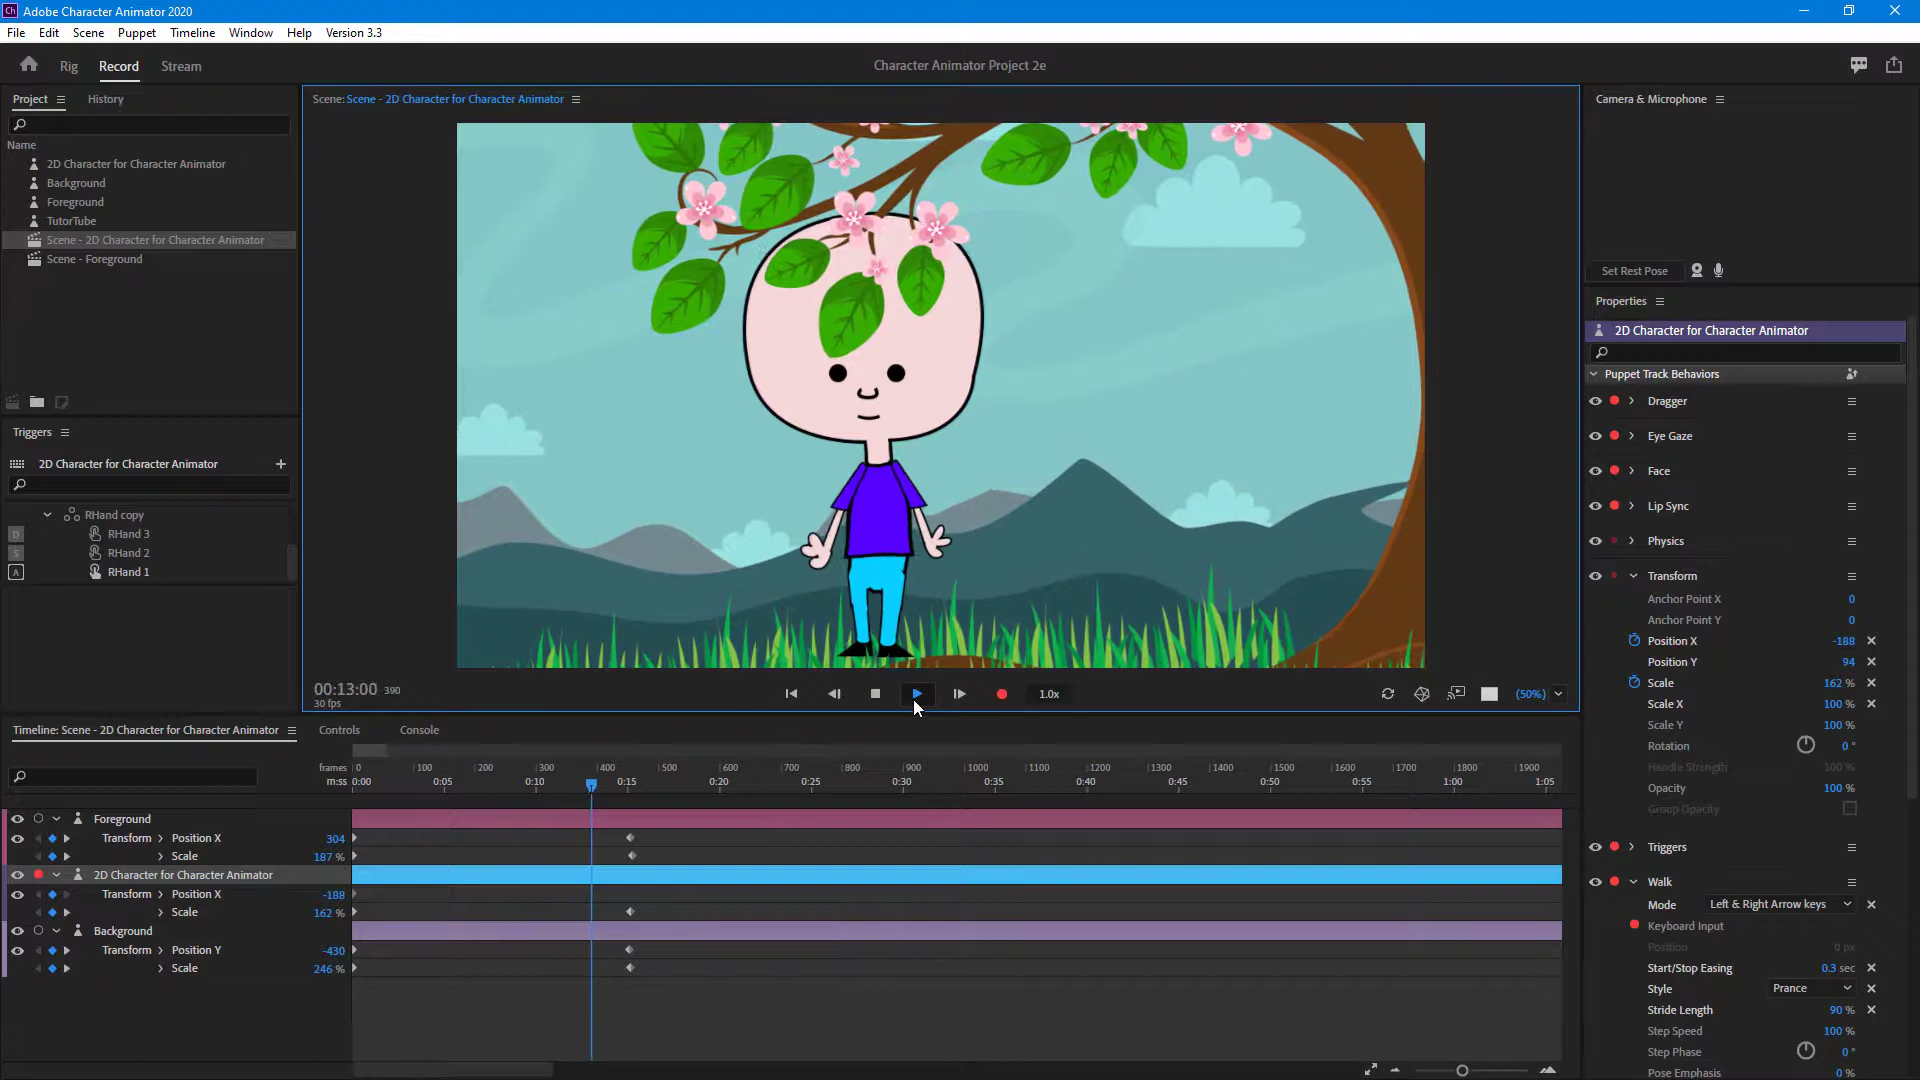 Ch Adobe Character Animator 2020
File Edit Scene Puppet Timeline Window Help Version 3.3
Rig Record Stream Character Animator Project 2e
Project History
Name
2D Character for Character Animator
Background
Foreground
TutorTube
Scene - 2D Character for Character Animator
Scene - Foreground
Triggers
2D Character for Character Animator
RHand copy
D RHand 3
S RHand 2
A RHand 1
Scene: Scene - 2D Character for Character Animator
00:13:00 390
30 fps
1.0x
(50%)
Camera & Microphone
Set Rest Pose
Properties
2D Character for Character Animator
Puppet Track Behaviors
Dragger
Eye Gaze
Face
Lip Sync
Physics
Transform
Anchor Point X 0
Anchor Point Y 0
Position X -188
Position Y 94
Scale 162 %
Scale X 100 %
Scale Y 100 %
Rotation 0 °
Handle Strength 100 %
Opacity 100 %
Group Opacity
Triggers
Walk
Mode Left & Right Arrow keys
Keyboard Input
Position 0 px
Start/Stop Easing 0.3 sec
Style Prance
Stride Length 90 %
Step Speed 100 %
Step Phase 0 °
Pose Emphasis 0 %
Timeline: Scene - 2D Character for Character Animator Controls Console
frames 0 100 200 300 400 500 600 700 800 900 1000 1100 1200 1300 1400 1500 1600 1700 1800 1900
m:ss 0:00 0:05 0:10 0:15 0:20 0:25 0:30 0:35 0:40 0:45 0:50 0:55 1:00 1:05
Foreground
Transform Position X 304
Scale 187 %
2D Character for Character Animator
Transform Position X -188
Scale 162 %
Background
Transform Position Y -430
Scale 246 %